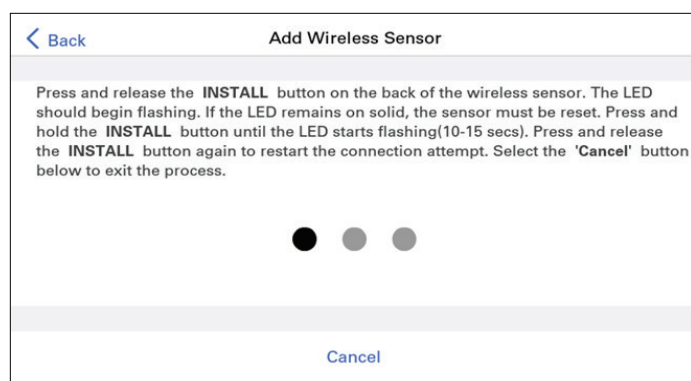 Back
Add Wireless Sensor
Press and release the INSTALL button on the back of the wireless sensor. The LED
should begin flashing. If the LED remains on solid, the sensor must be reset. Press and
hold the INSTALL button until the LED starts flashing(10-15 secs). Press and release
the INSTALL button again to restart the connection attempt. Select the 'Cancel' button
below to exit the process.
Cancel